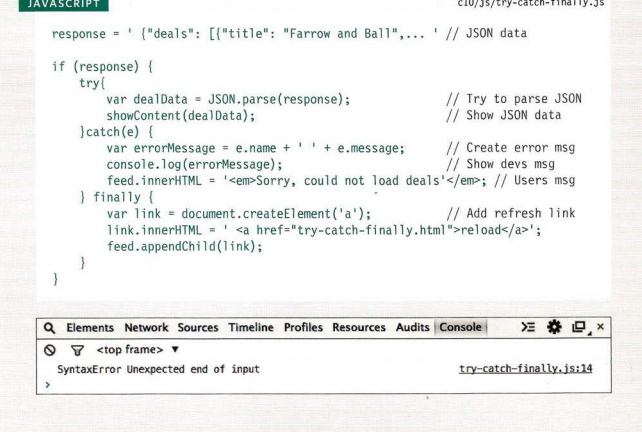 JAVASCRIPT c10/js/try-catch-finally.js
response = ' {"deals": [{"title": "Farrow and Ball",... ' // JSON data
if (response) {
try{
var dealData = JSON.parse(response); // Try to parse JSON
showContent(dealData); // Show JSON data
}catch(e) {
var errorMessage = e.name + ' ' + e.message; // Create error msg
console.log(errorMessage); // Show devs msg
feed.innerHTML = '<em>Sorry, could not load deals'</em>; // Users msg
} finally {
var link = document.createElement('a'); // Add refresh link
link.innerHTML = ' <a href="try-catch-finally.html">reload</a>';
feed.appendChild(link);
}
}
Elements Network Sources Timeline Profiles Resources Audits Console
<top frame> ▼
SyntaxError Unexpected end of input try-catch-finally.js:14
>